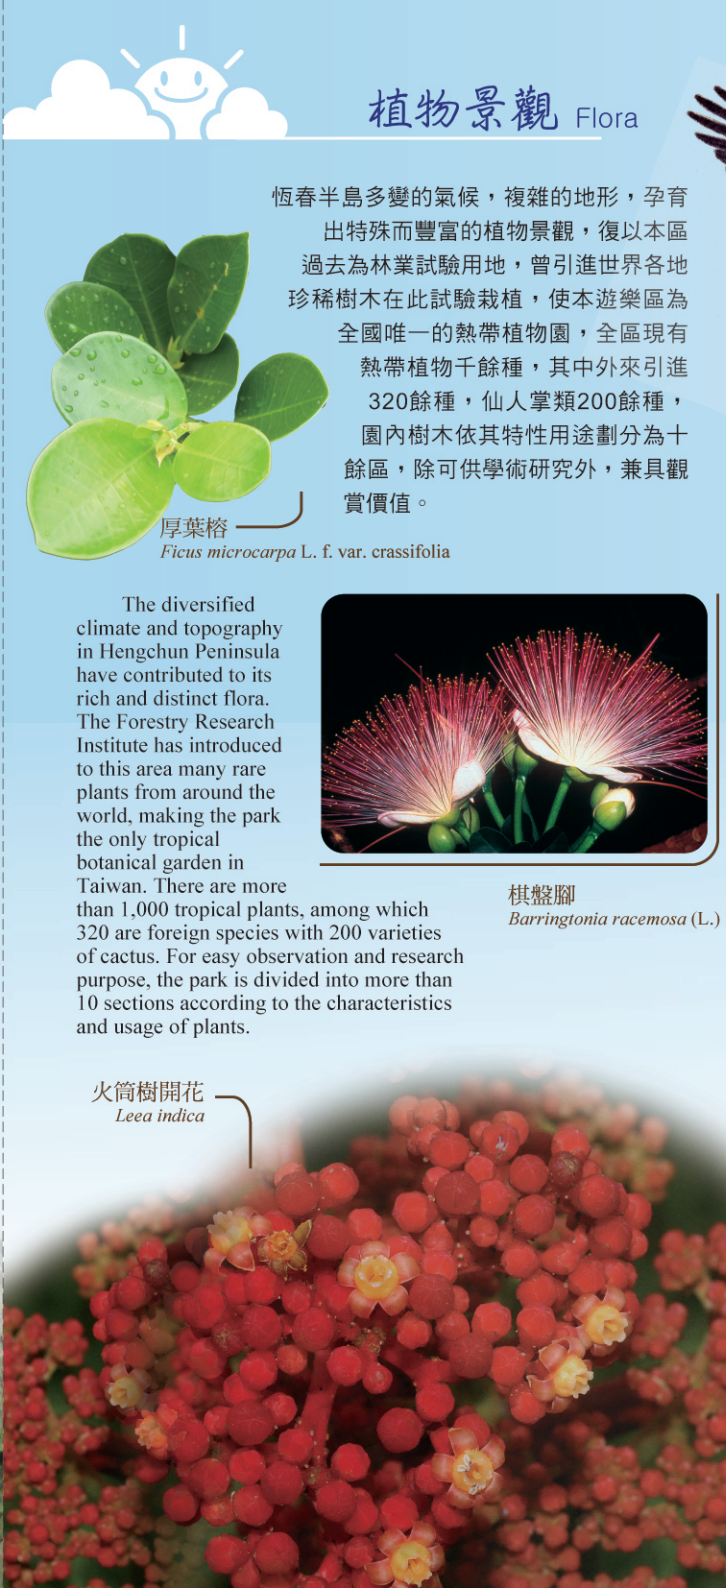 植物景觀 Flora
恆春半島多變的氣候，複雜的地形，孕育
出特殊而豐富的植物景觀，復以本區
過去為林業試驗用地，曾引進世界各地
珍稀樹木在此試驗栽植，使本遊樂區為
全國唯一的熱帶植物園，全區現有
熱帶植物千餘種，其中外來引進
320餘種，仙人掌類200餘種，
園內樹木依其特性用途劃分為十
餘區，除可供學術研究外，兼具觀
賞價值。
厚葉榕
Ficus microcarpa L. f. var. crassifolia
The diversified
climate and topography
in Hengchun Peninsula
have contributed to its
rich and distinct flora.
The Forestry Research
Institute has introduced
to this area many rare
plants from around the
world, making the park
the only tropical
botanical garden in
Taiwan. There are more
than 1,000 tropical plants, among which
320 are foreign species with 200 varieties
of cactus. For easy observation and research
purpose, the park is divided into more than
10 sections according to the characteristics
and usage of plants.
棋盤腳
Barringtonia racemosa (L.)
火筒樹開花
Leea indica